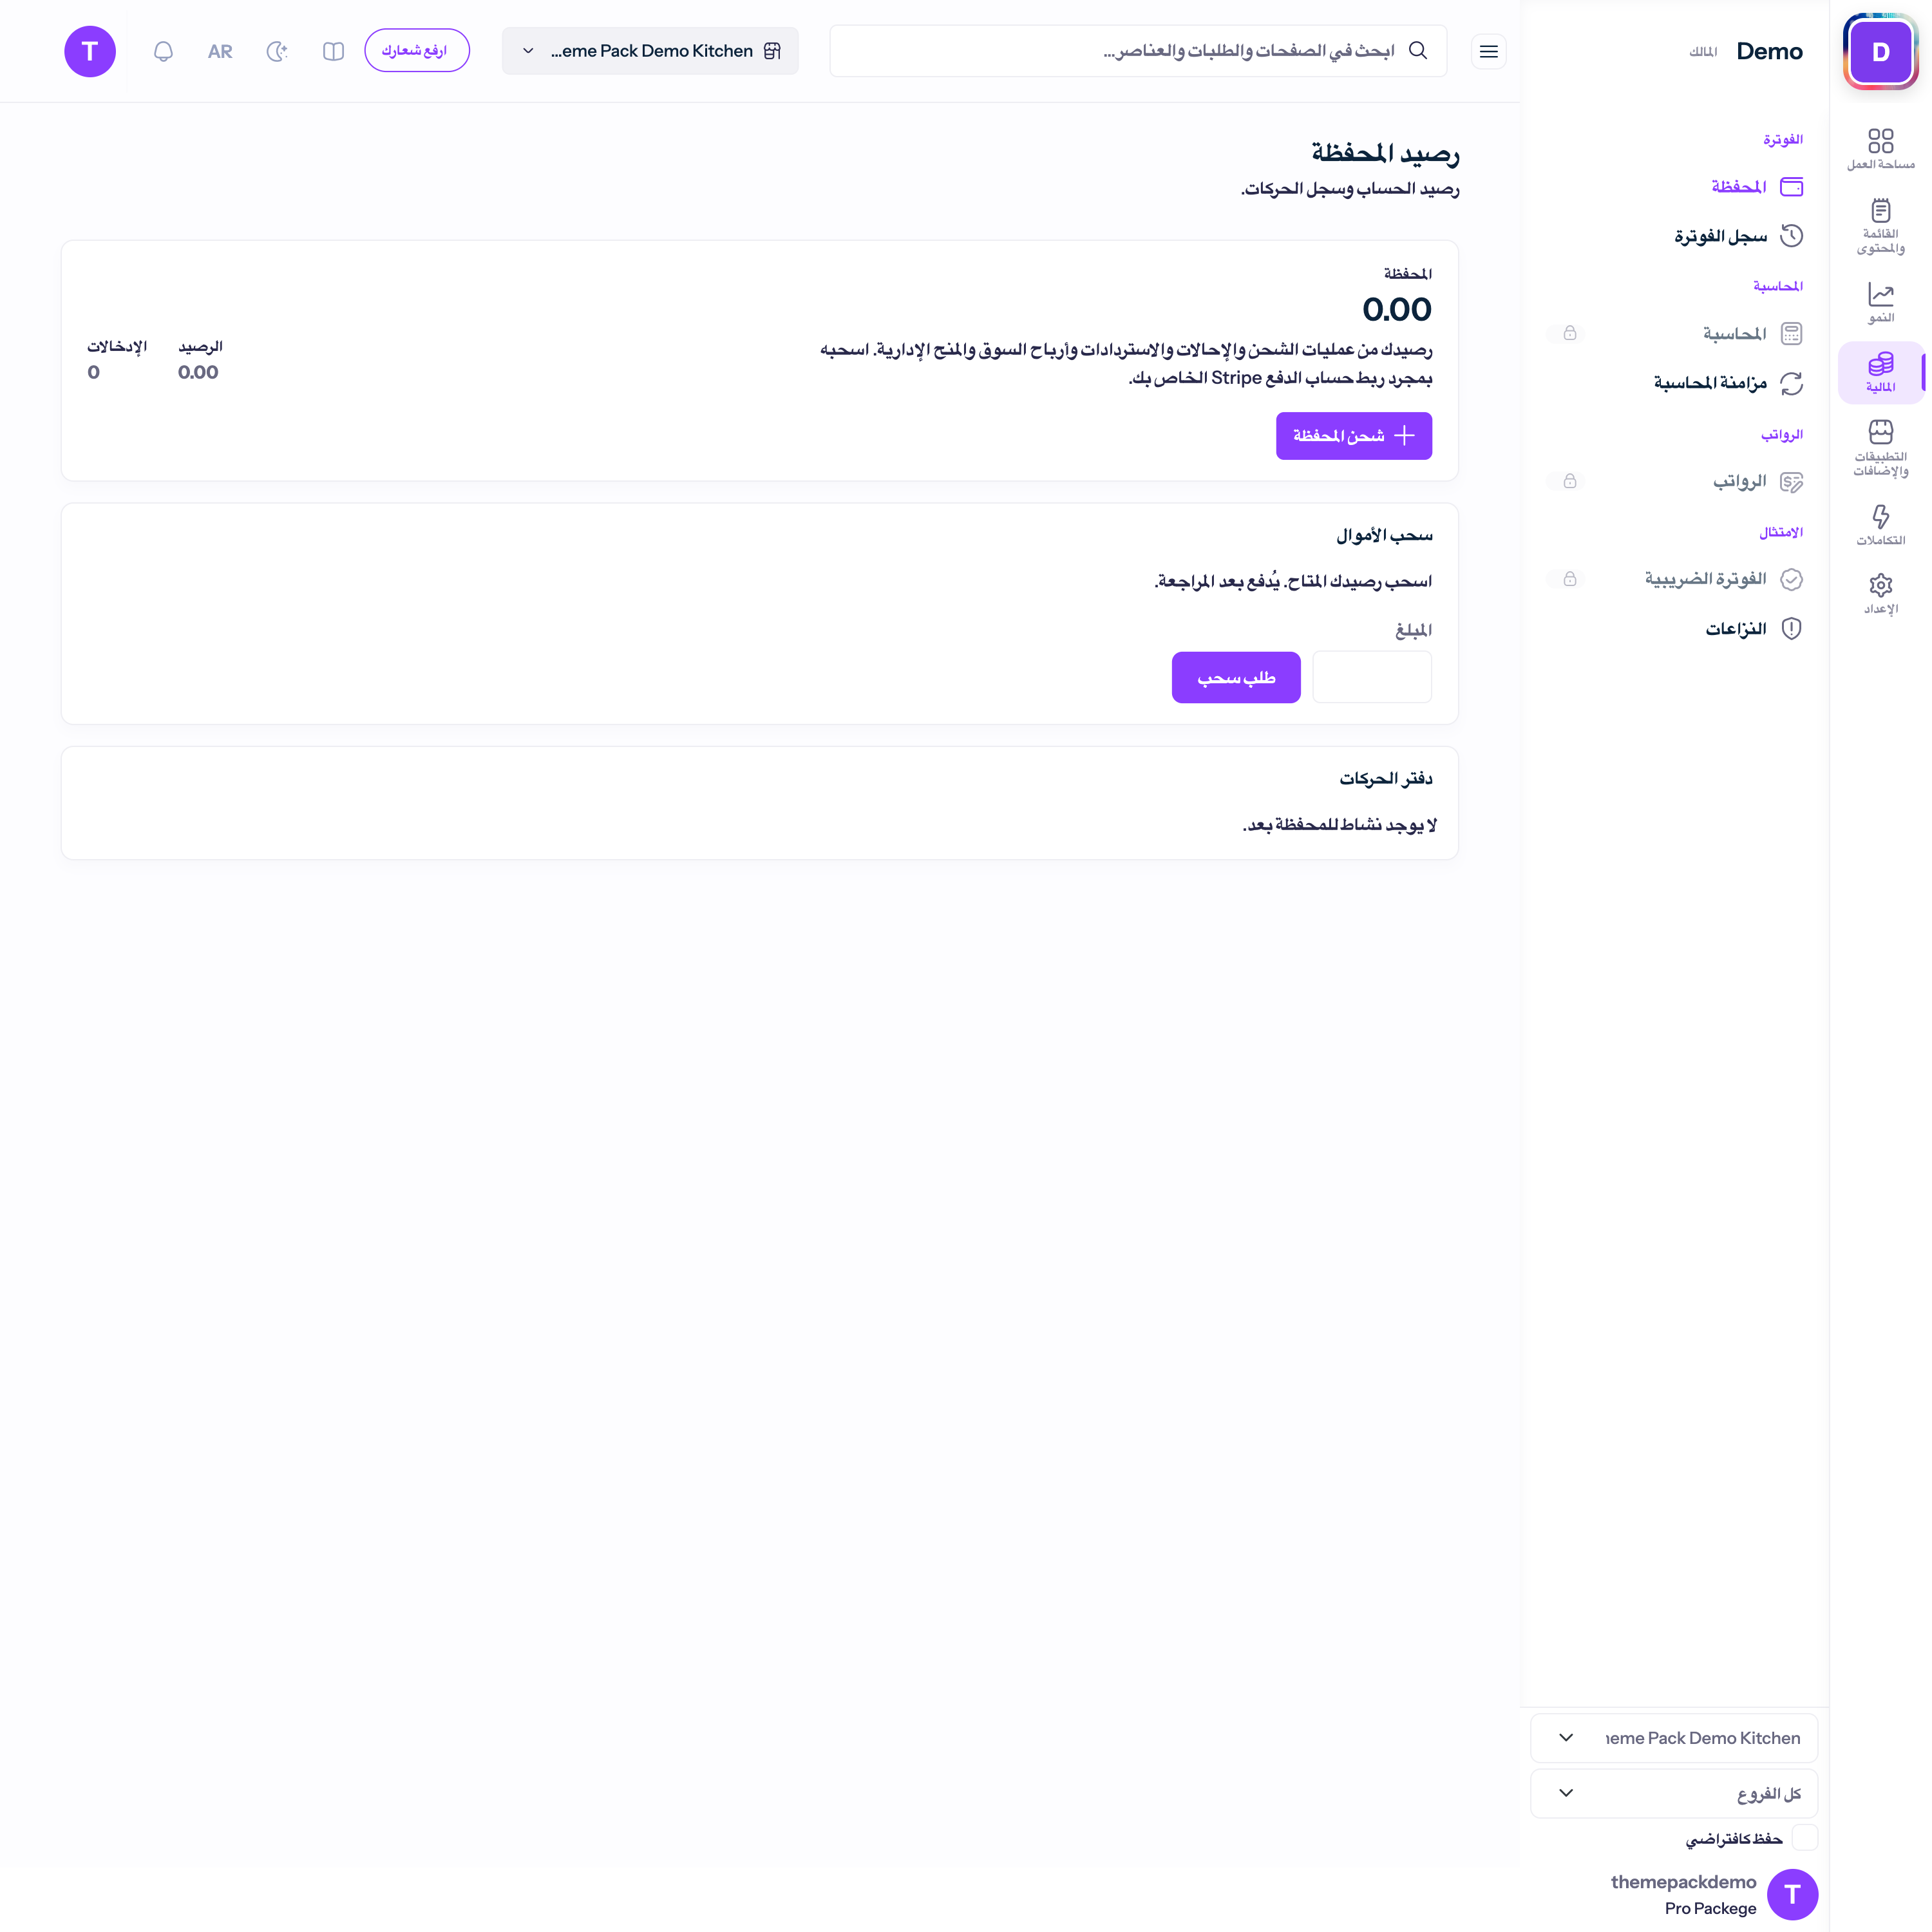 D
مساحة العمل
القائمة
والمحتوى
النمو
المالية
التطبيقات
والإضافات
التكاملات
الإعداد
Demo المالك
الفوترة
المحفظة
سجل الفوترة
المحاسبة
المحاسبة
مزامنة المحاسبة
الرواتب
الرواتب
الامتثال
الفوترة الضريبية
النزاعات
heme Pack Demo Kitchen
كل الفروع
حفظ كافتراضي
T
themepackdemo
Pro Packege
ابحث في الصفحات والطلبات والعناصر...
...eme Pack Demo Kitchen
ارفع شعارك
AR
T
رصيد المحفظة
رصيد الحساب وسجل الحركات.
المحفظة
0.00
رصيدك من عمليات الشحن والإحالات والاستردادات وأرباح السوق والمنح الإدارية. اسحبه
بمجرد ربط حساب الدفع Stripe الخاص بك.
شحن المحفظة
الرصيد
0.00
الإدخالات
0
سحب الأموال
اسحب رصيدك المتاح. يُدفع بعد المراجعة.
المبلغ
طلب سحب
دفتر الحركات
لا يوجد نشاط للمحفظة بعد.